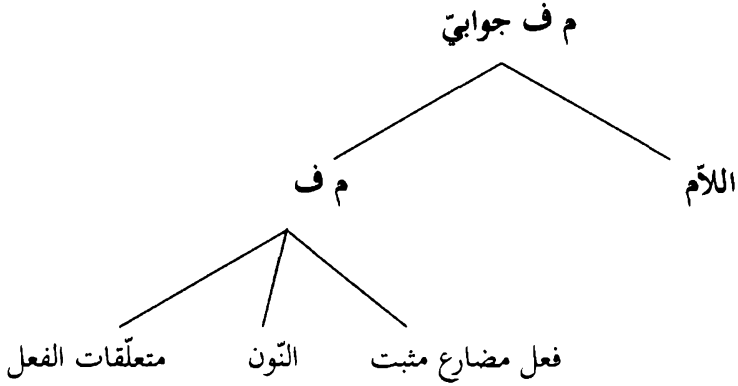 م ف جوابيّ
اللاّم م ف
فعل مضارع مثبت النّون متعلّقات الفعل